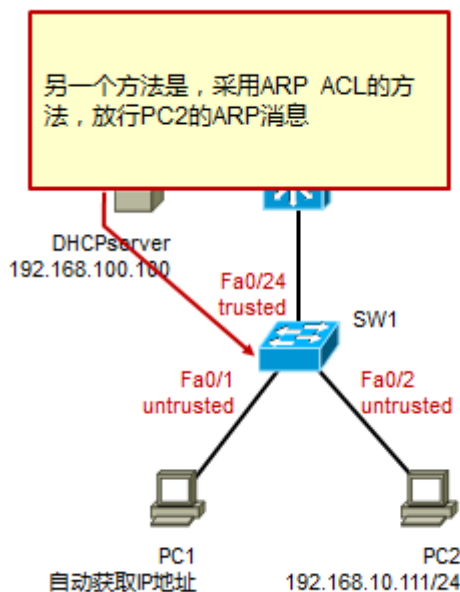 另一个方法是，采用ARP ACL的方
法，放行PC2的ARP消息
DHCPserver
192.168.100.100
Fa0/24
trusted
SW1
Fa0/1
untrusted
Fa0/2
untrusted
PC1
自动获取IP地址
PC2
192.168.10.111/24